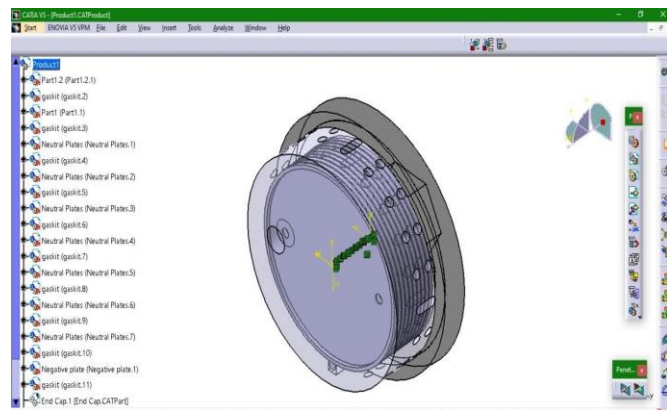 CATIA V5 - [Product1.CATProduct]
Start ENOVIA V5 VPM File Edit View Insert Tools Analyze Window Help
Product1
Part1.2 (Part1.2.1)
gaskit (gaskit.2)
Part1 (Part1.1)
gaskit (gaskit.3)
Neutral Plates (Neutral Plates.1)
gaskit (gaskit.4)
Neutral Plates (Neutral Plates.2)
gaskit (gaskit.5)
Neutral Plates (Neutral Plates.3)
gaskit (gaskit.6)
Neutral Plates (Neutral Plates.4)
gaskit (gaskit.7)
Neutral Plates (Neutral Plates.5)
gaskit (gaskit.8)
Neutral Plates (Neutral Plates.6)
gaskit (gaskit.9)
Neutral Plates (Neutral Plates.7)
gaskit (gaskit.10)
Negative plate (Negative plate.1)
gaskit (gaskit.11)
End Cap.1 [End Cap.CATPart]